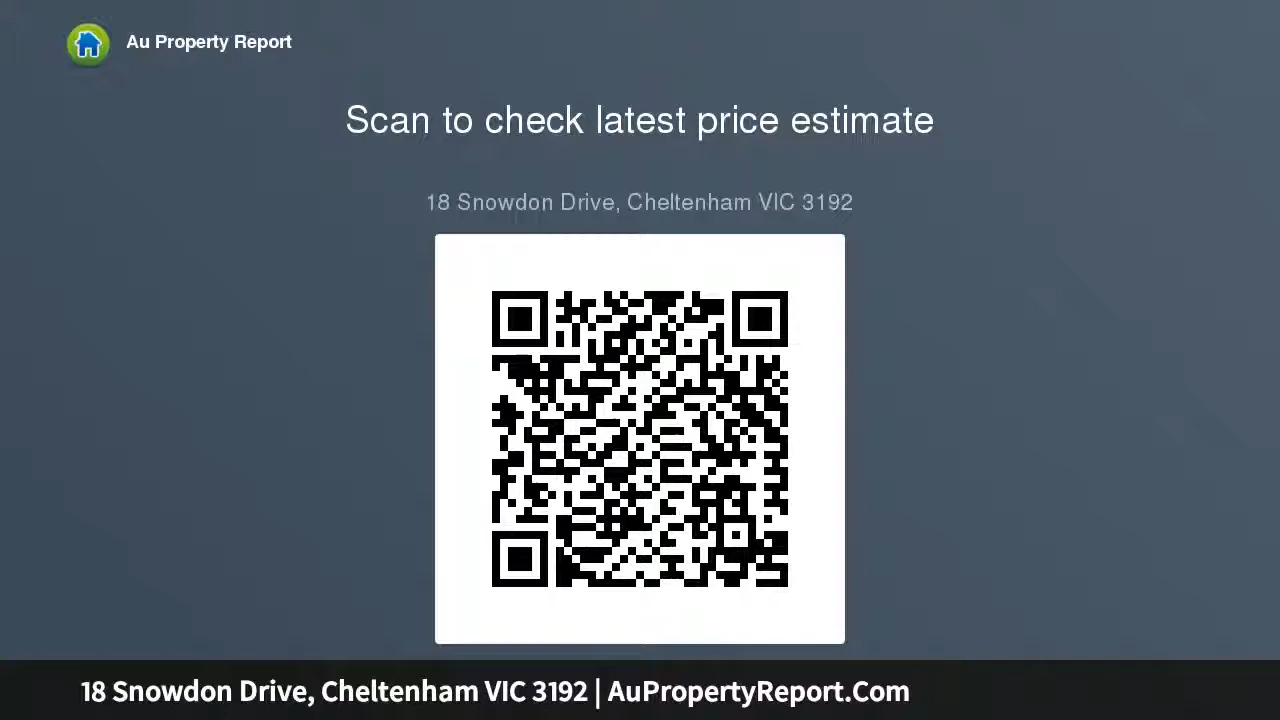 Au Property Report
Scan to check latest price estimate
18 Snowdon Drive, Cheltenham VIC 3192
18 Snowdon Drive, Cheltenham VIC 3192 | AuPropertyReport.Com